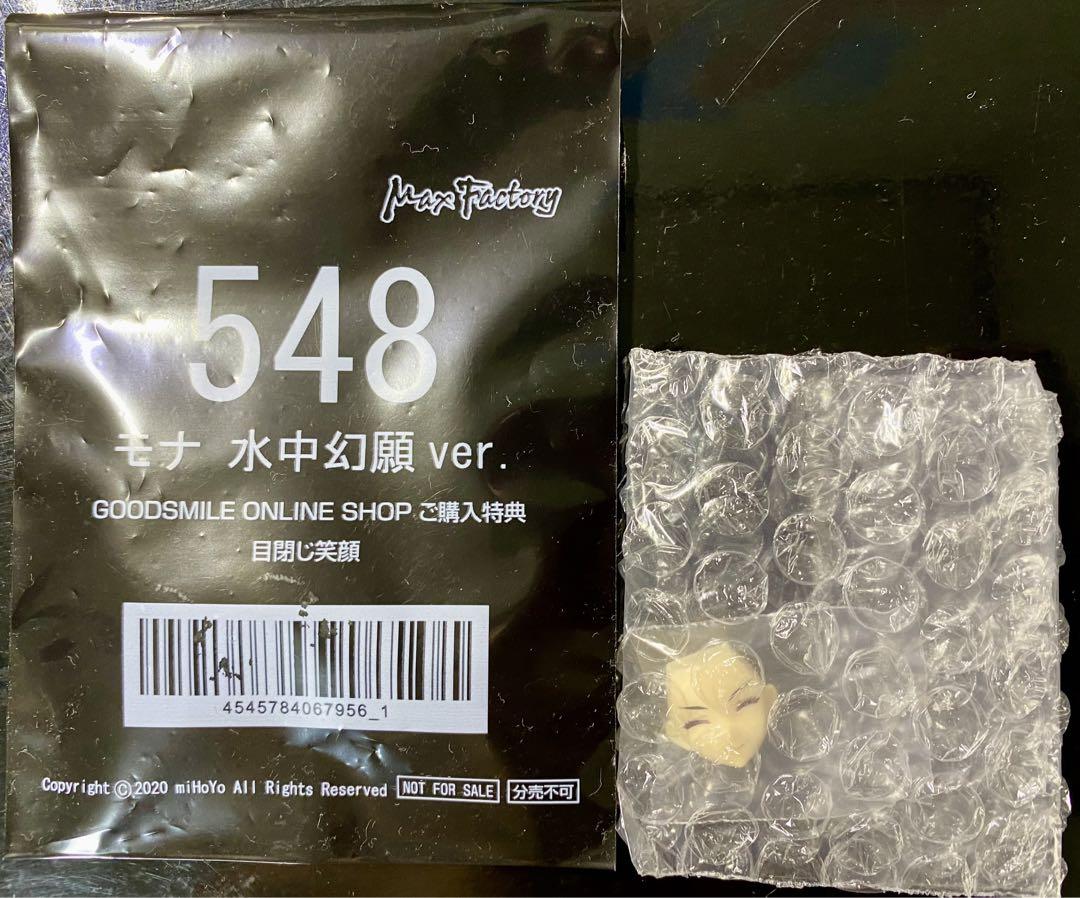 Max Factory
548
モナ 水中幻願 ver.
GOODSMILE ONLINE SHOP ご購入特典
目閉じ笑顔
4545784067956_1
Copyright ©2020 miHoYo All Rights Reserved NOT FOR SALE 分売不可